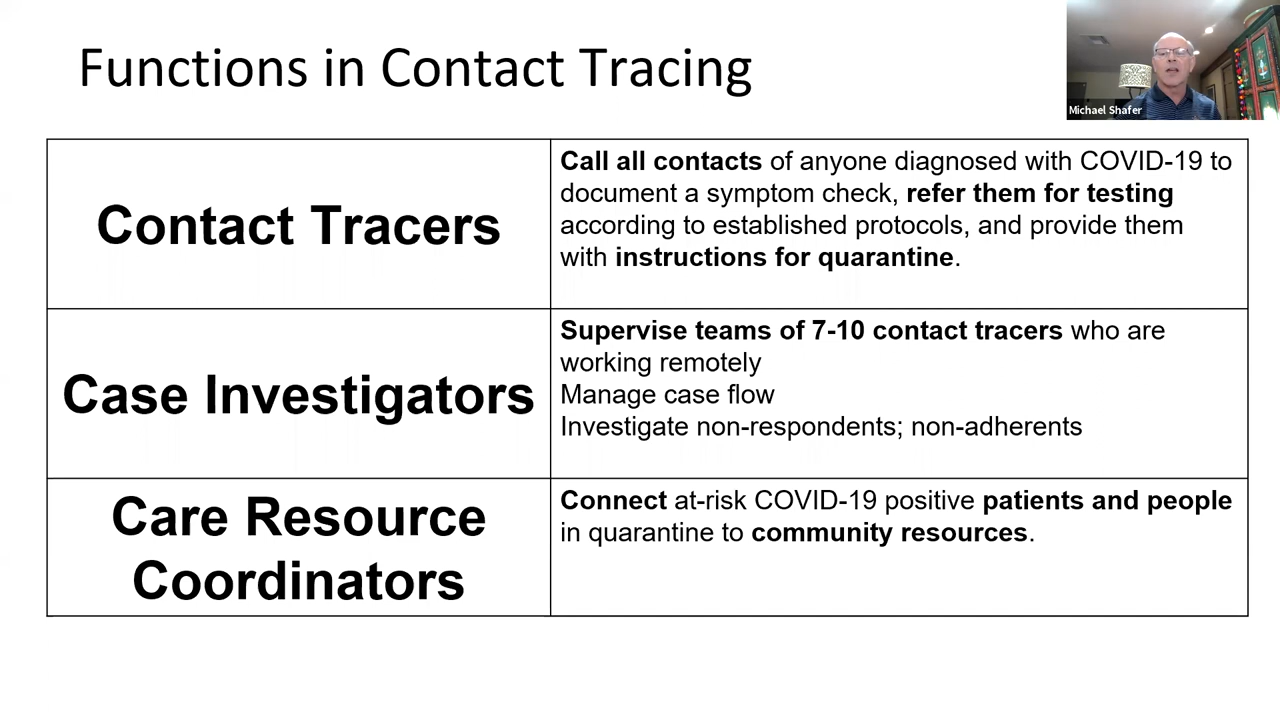 Functions in Contact Tracing
Michael Shafer
Contact Tracers
Call all contacts of anyone diagnosed with COVID-19 to
document a symptom check, refer them for testing
according to established protocols, and provide them
with instructions for quarantine.
Case Investigators
Supervise teams of 7-10 contact tracers who are
working remotely
Manage case flow
Investigate non-respondents; non-adherents
Care Resource
Coordinators
Connect at-risk COVID-19 positive patients and people
in quarantine to community resources.